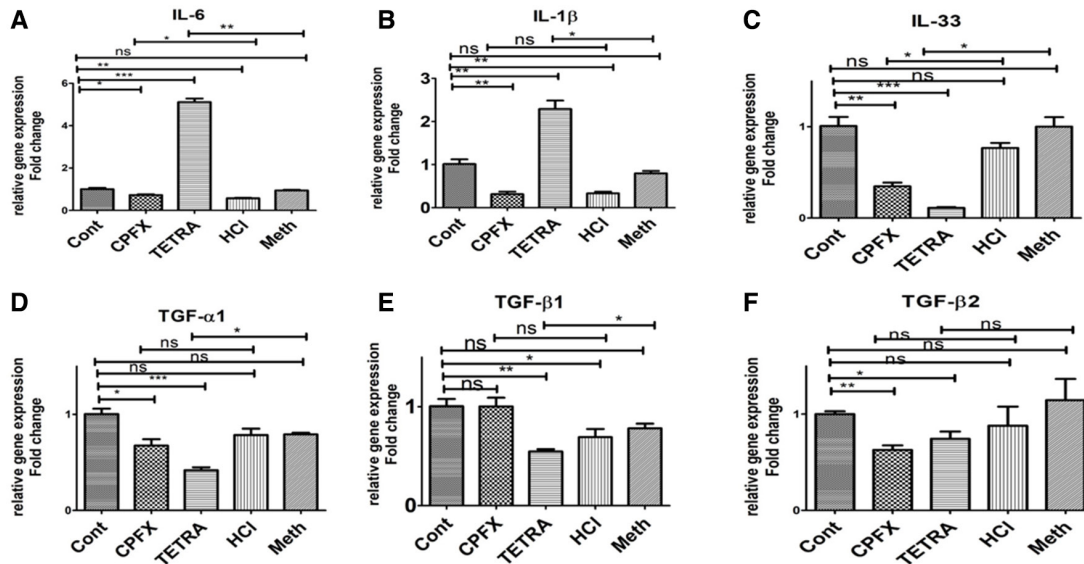 A
IL-6
**
*
ns
**
***
*
relative gene expression
Fold change
6
4
2
0
Cont
CPFX
TETRA
HCl
Meth
B
IL-1β
*
ns
ns
**
**
**
relative gene expression
Fold change
3
2
1
0
Cont
CPFX
TETRA
HCl
Meth
C
IL-33
*
*
ns
ns
***
**
relative gene expression
Fold change
1
0
Cont
CPFX
TETRA
HCl
Meth
D
TGF-α1
*
ns
ns
ns
***
*
relative gene expression
Fold change
1
0
Cont
CPFX
TETRA
HCl
Meth
E
TGF-β1
*
ns
ns
*
**
ns
relative gene expression
Fold change
1
0
Cont
CPFX
TETRA
HCl
Meth
F
TGF-β2
ns
ns
ns
ns
*
**
relative gene expression
Fold change
1
0
Cont
CPFX
TETRA
HCl
Meth